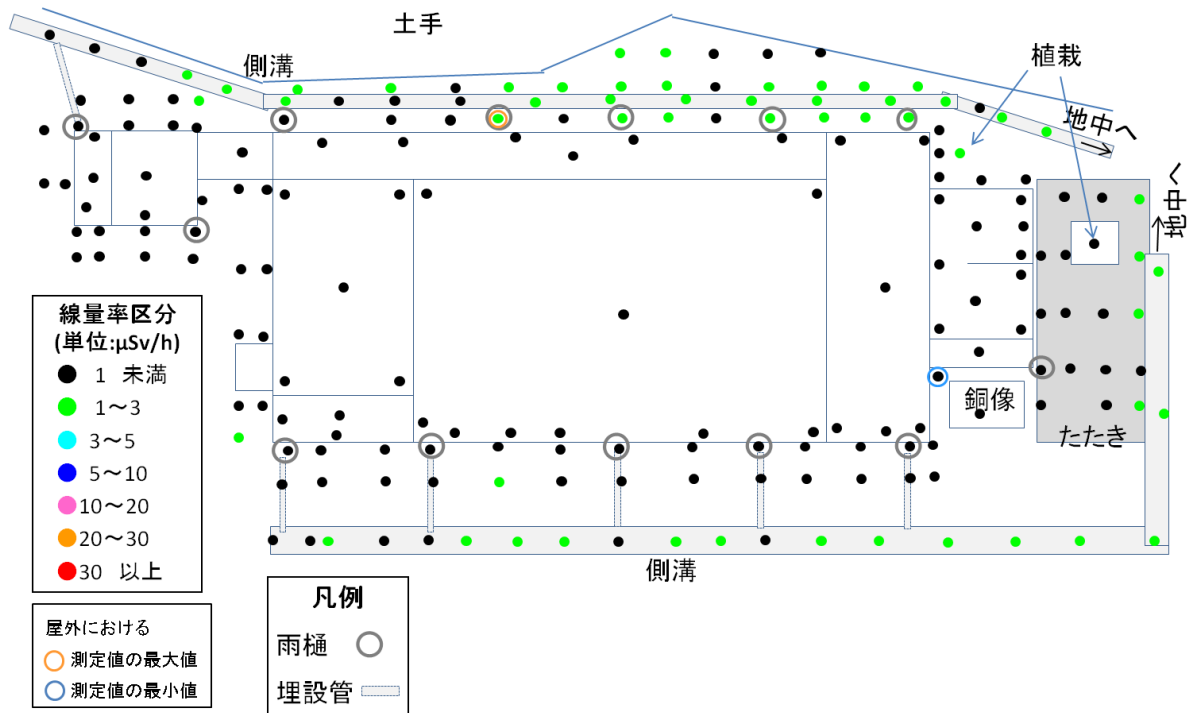 土手
側溝
植栽
地中へ
地中へ
線量率区分
(単位:μSv/h)
1 未満
1～3
3～5
5～10
10～20
20～30
30 以上
銅像
たたき
側溝
屋外における
測定値の最大値
測定値の最小値
凡例
雨樋
埋設管